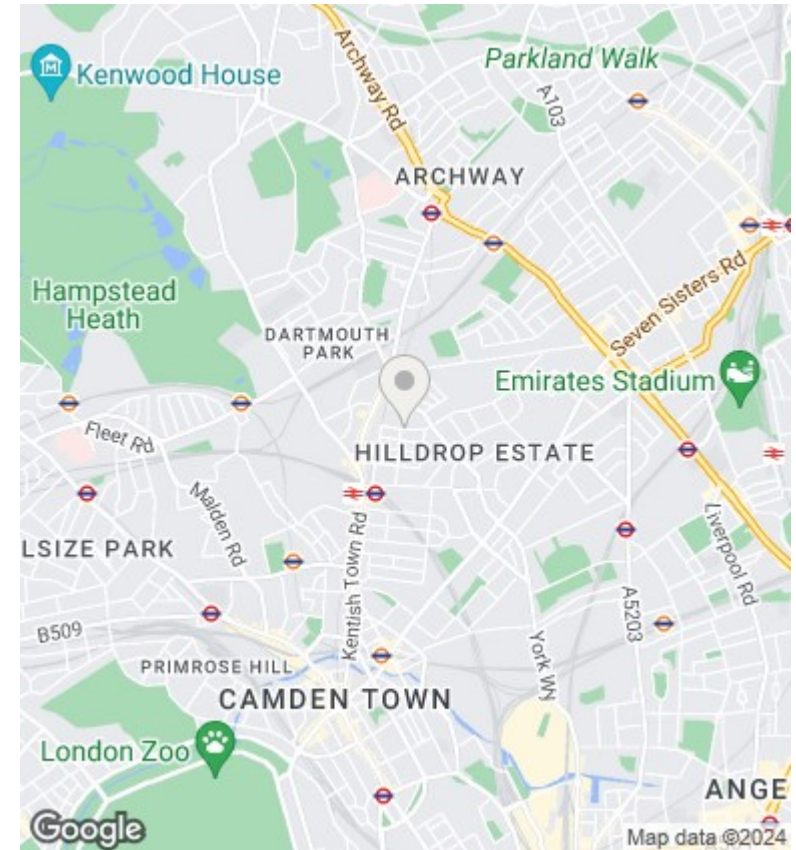 Kenwood House
Archway Rd
Parkland Walk
A103
ARCHWAY
Hampstead
Heath
Seven Sisters Rd
DARTMOUTH
PARK
Emirates Stadium
Fleet Rd
HILLDROP ESTATE
Malden Rd
LSIZE PARK
Kentish Town Rd
Liverpool Rd
A5203
B509
York Wy
PRIMROSE HILL
CAMDEN TOWN
London Zoo
ANGE
Google
Map data ©2024